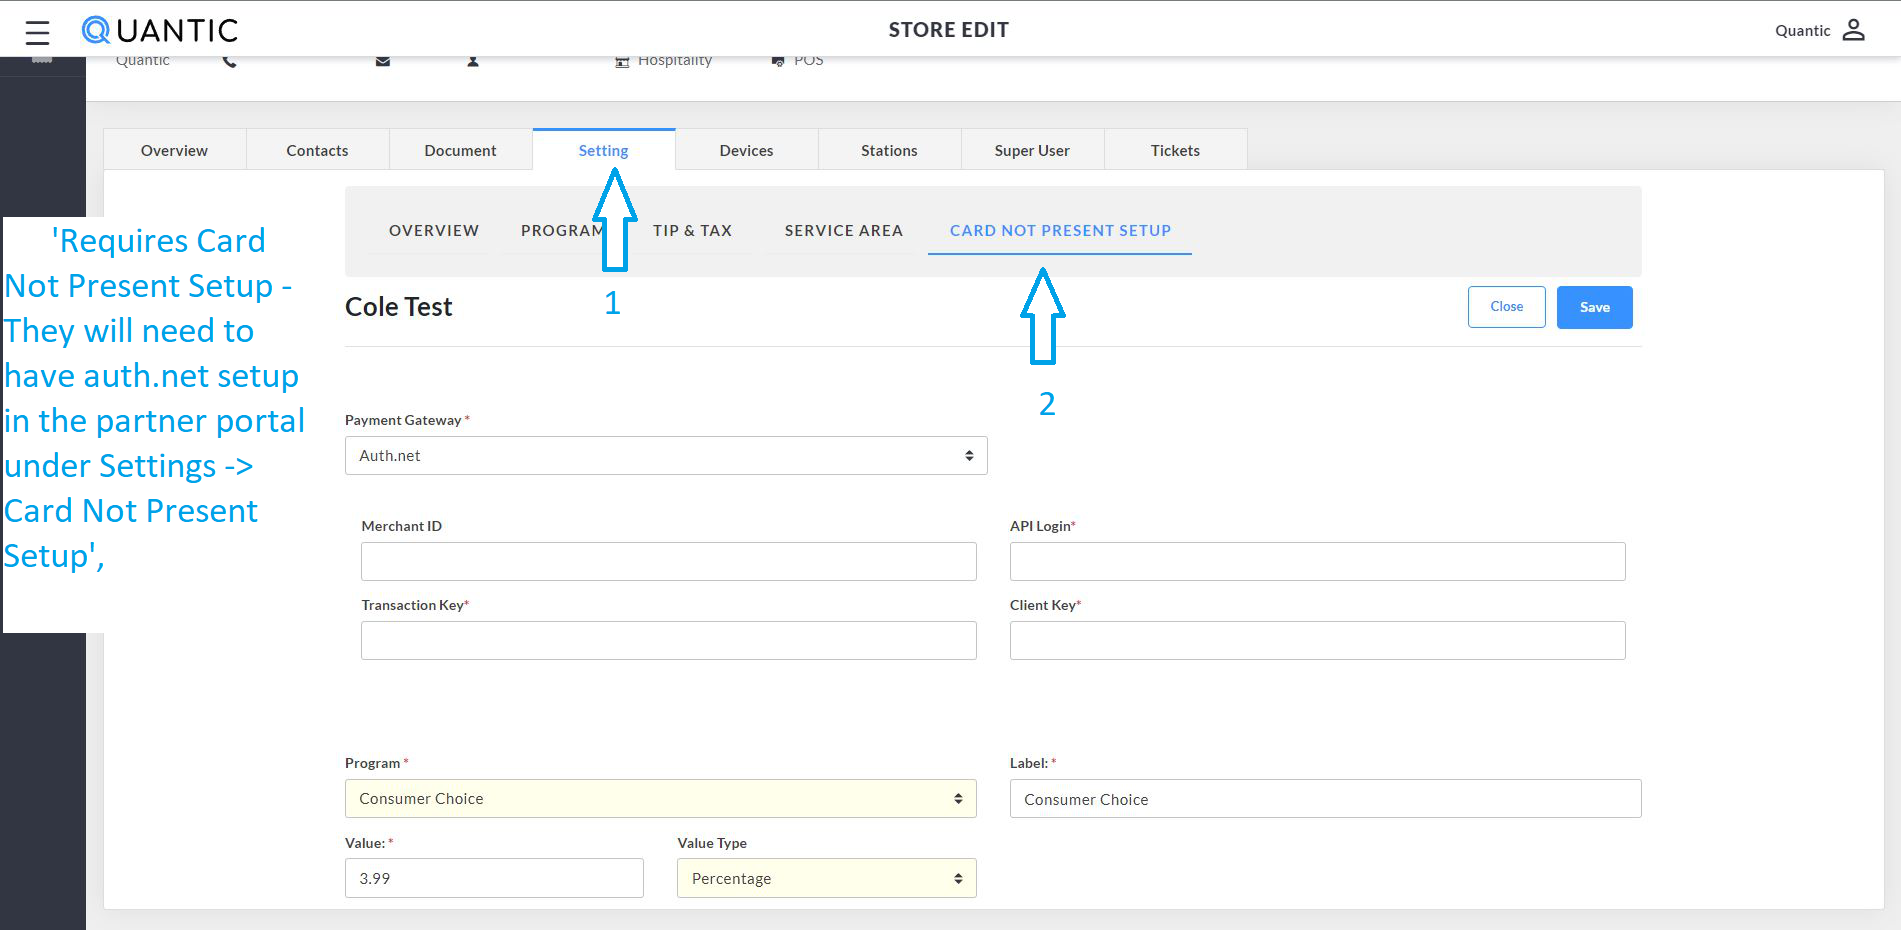 QUANTIC
STORE EDIT
Quantic
Quantic
Hospitality
POS
Overview
Contacts
Document
Setting
Devices
Stations
Super User
Tickets
OVERVIEW
PROGRAM
TIP & TAX
SERVICE AREA
CARD NOT PRESENT SETUP
'Requires Card
Not Present Setup -
They will need to
have auth.net setup
in the partner portal
under Settings ->
Card Not Present
Setup',
1
2
Cole Test
Close
Save
Payment Gateway *
Auth.net
Merchant ID
API Login*
Transaction Key*
Client Key*
Program *
Consumer Choice
Label: *
Consumer Choice
Value: *
3.99
Value Type
Percentage